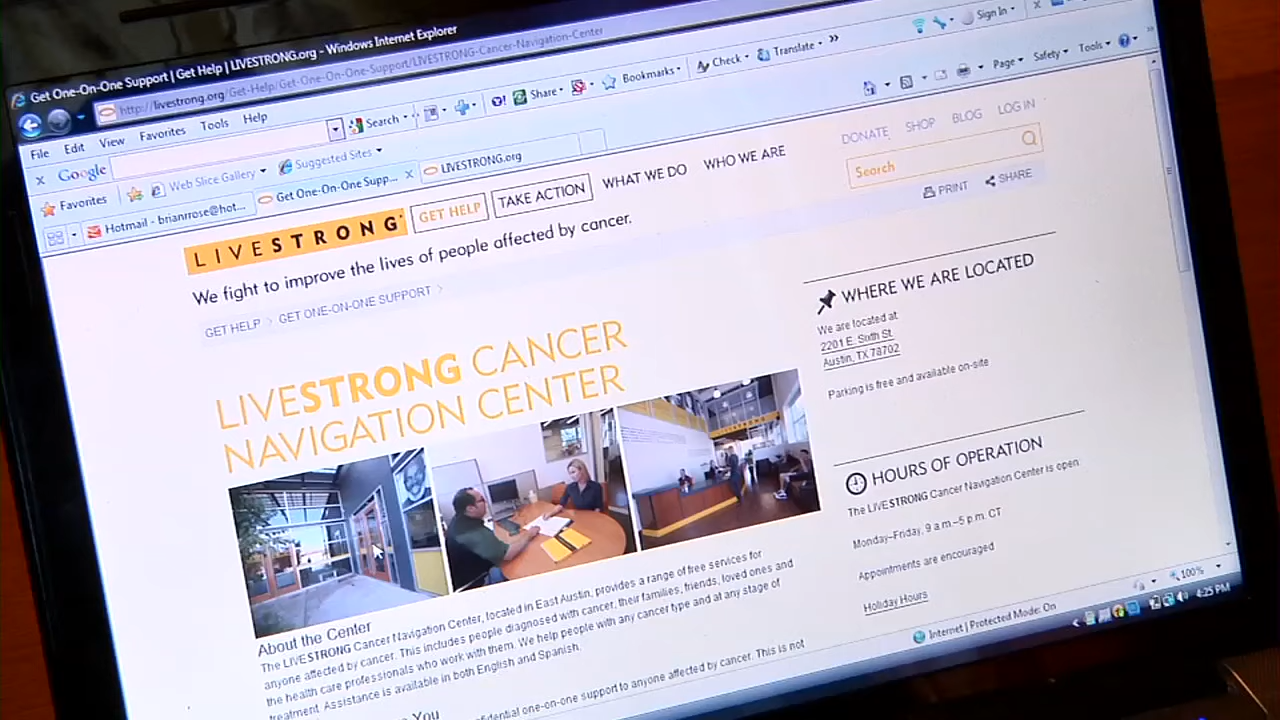 Get One-On-One Support | Get Help | LIVESTRONG.org - Windows Internet Explorer
http://livestrong.org/Get-Help/Get-One-On-One-Support/LIVESTRONG-Cancer-Navigation-Center
File Edit View Favorites Tools Help
Google Search Share Bookmarks Check Translate » Sign In
Favorites Web Slice Gallery Suggested Sites
Hotmail - brianrose@hot... Get One-On-One Supp... LIVESTRONG.org
Page Safety Tools
DONATE SHOP BLOG LOG IN
Search
LIVESTRONG GET HELP TAKE ACTION WHAT WE DO WHO WE ARE
PRINT SHARE
We fight to improve the lives of people affected by cancer.
GET HELP > GET ONE-ON-ONE SUPPORT >
LIVESTRONG CANCER
NAVIGATION CENTER
About the Center
The LIVESTRONG Cancer Navigation Center, located in East Austin, provides a range of free services for
anyone affected by cancer. This includes people diagnosed with cancer, their families, friends, loved ones and
the health care professionals who work with them. We help people with any cancer type and at any stage of
treatment. Assistance is available in both English and Spanish.
You
one-on-one support to anyone affected by cancer. This is not
WHERE WE ARE LOCATED
We are located at
2201 E. Sixth St.
Austin, TX 78702
Parking is free and available on-site
HOURS OF OPERATION
The LIVESTRONG Cancer Navigation Center is open
Monday–Friday, 9 a.m.–5 p.m. CT
Appointments are encouraged
Holiday Hours
Internet | Protected Mode: On
100%
4:25 PM